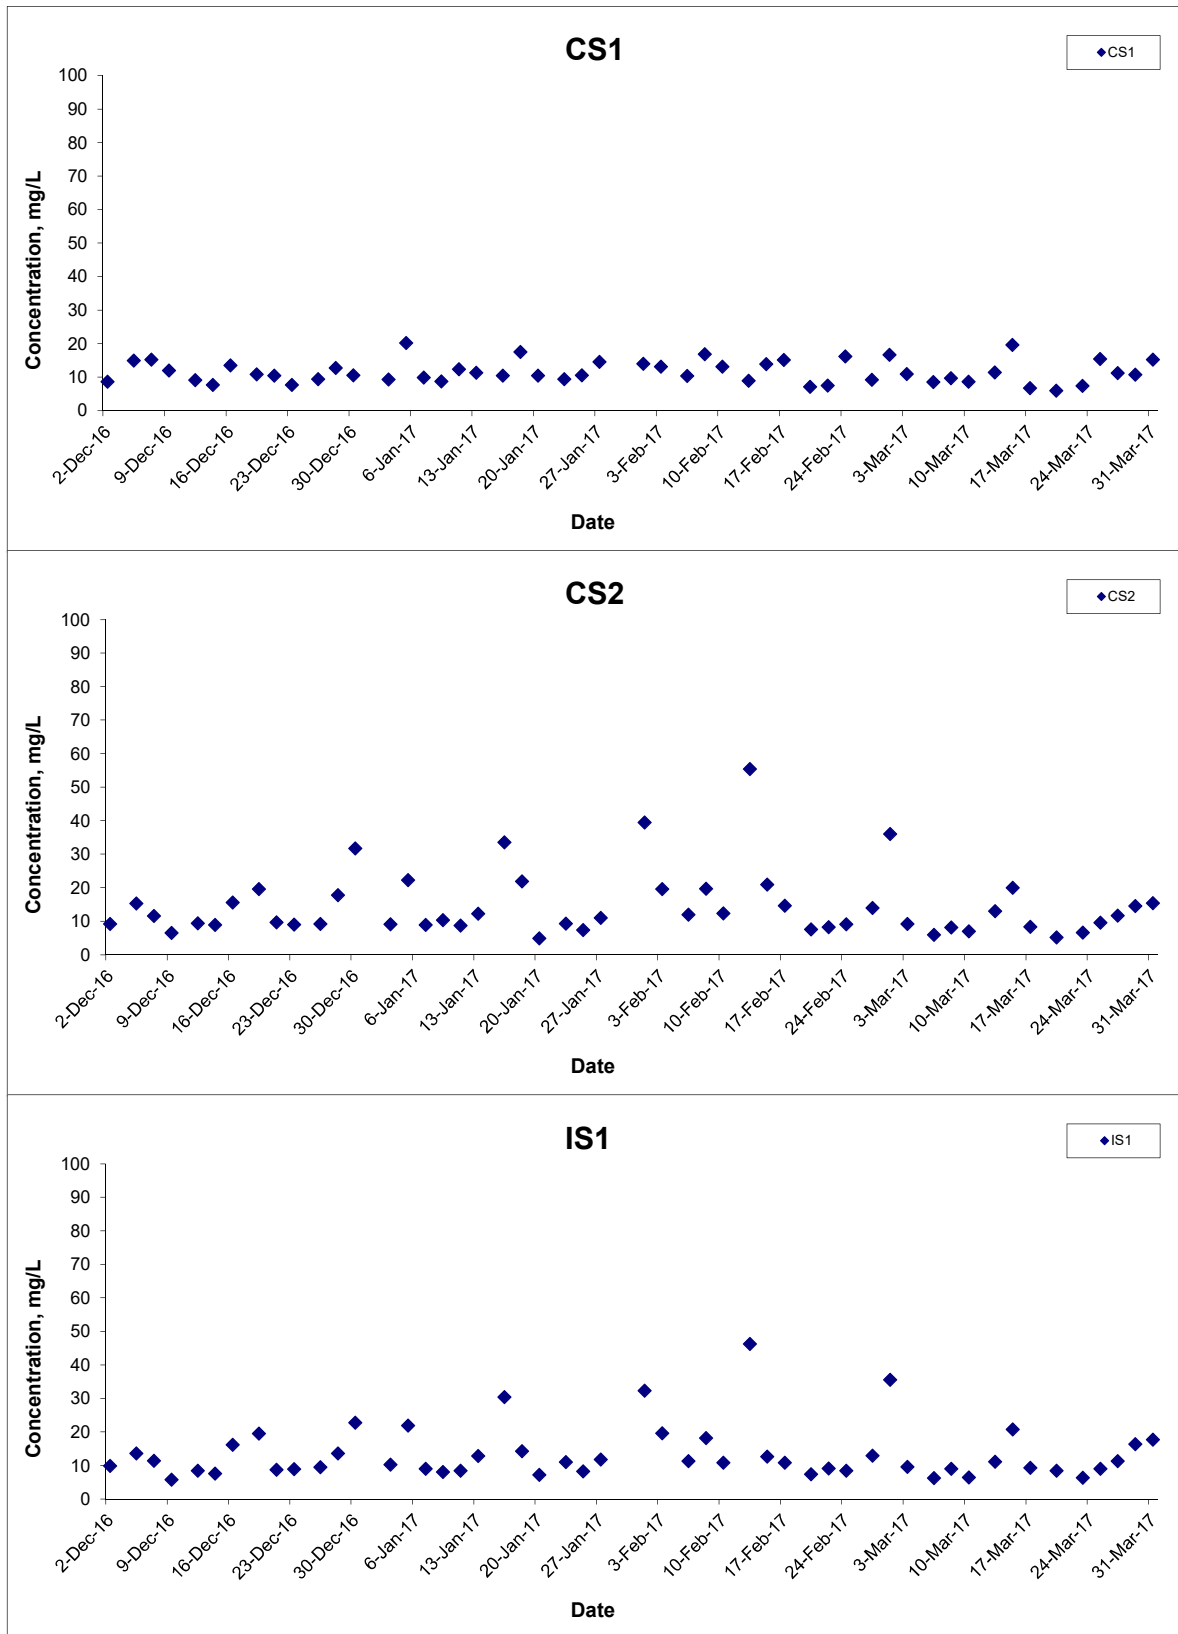 CS1
CS1
Concentration, mg/L
100
90
80
70
60
50
40
30
20
10
0
2-Dec-16
9-Dec-16
16-Dec-16
23-Dec-16
30-Dec-16
6-Jan-17
13-Jan-17
20-Jan-17
27-Jan-17
3-Feb-17
10-Feb-17
17-Feb-17
24-Feb-17
3-Mar-17
10-Mar-17
17-Mar-17
24-Mar-17
31-Mar-17
Date
CS2
CS2
Concentration, mg/L
100
90
80
70
60
50
40
30
20
10
0
2-Dec-16
9-Dec-16
16-Dec-16
23-Dec-16
30-Dec-16
6-Jan-17
13-Jan-17
20-Jan-17
27-Jan-17
3-Feb-17
10-Feb-17
17-Feb-17
24-Feb-17
3-Mar-17
10-Mar-17
17-Mar-17
24-Mar-17
31-Mar-17
Date
IS1
IS1
Concentration, mg/L
100
90
80
70
60
50
40
30
20
10
0
2-Dec-16
9-Dec-16
16-Dec-16
23-Dec-16
30-Dec-16
6-Jan-17
13-Jan-17
20-Jan-17
27-Jan-17
3-Feb-17
10-Feb-17
17-Feb-17
24-Feb-17
3-Mar-17
10-Mar-17
17-Mar-17
24-Mar-17
31-Mar-17
Date